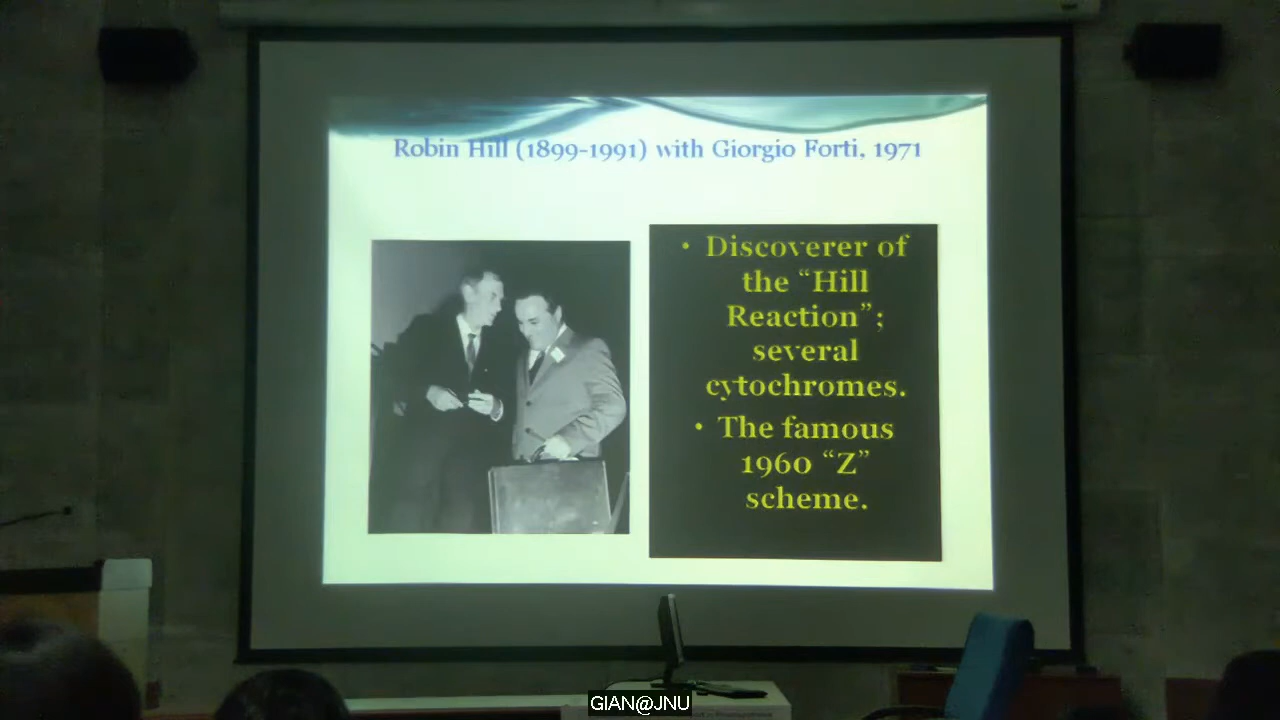 Robin Hill (1899-1991) with Giorgio Forti, 1971
• Discoverer of
the “Hill
Reaction”;
several
cytochromes.
• The famous
1960 “Z”
scheme.
GIAN@JNU